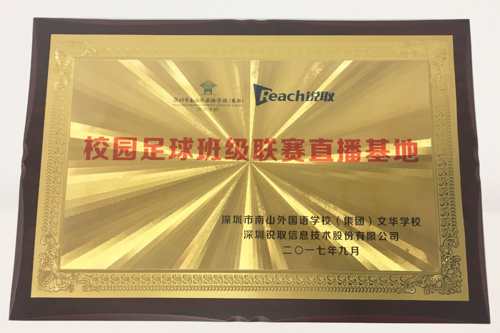 Reach锐取
校园足球班级联赛直播基地
深圳市南山外国语学校(集团)文华学校
深圳锐取信息技术股份有限公司
二〇一七年九月